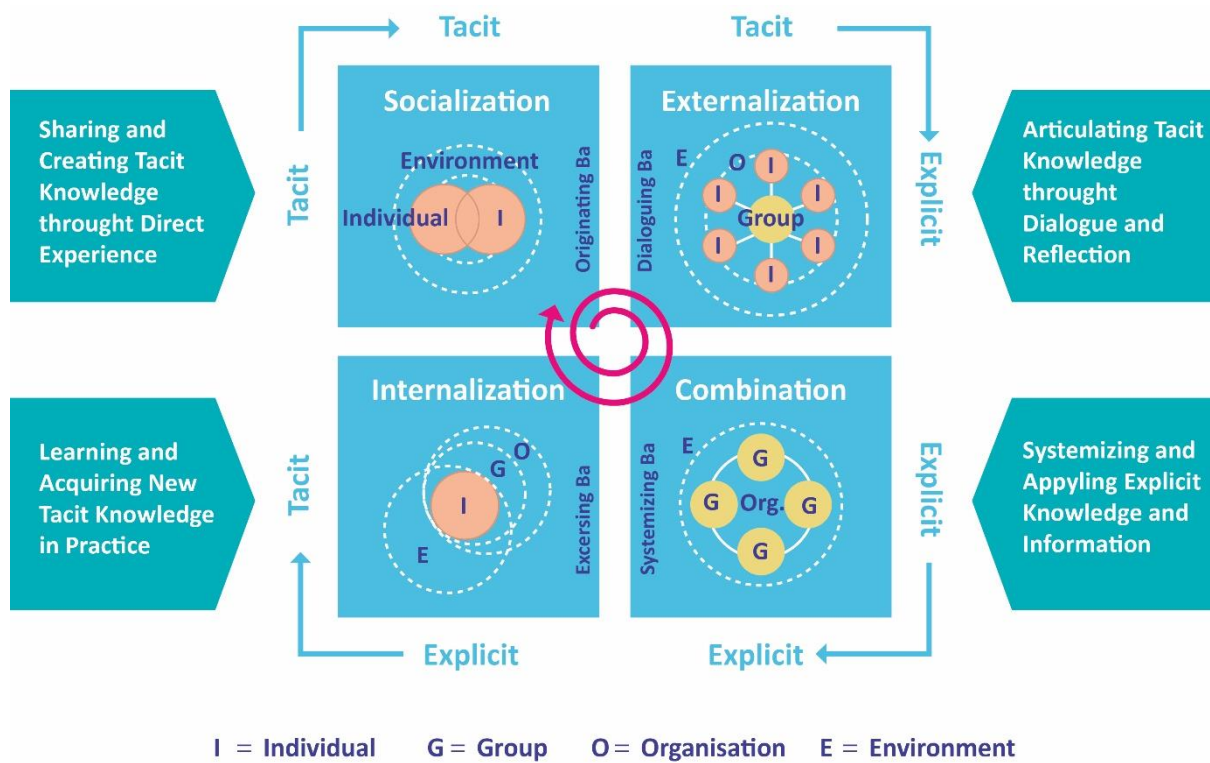 Tacit
Tacit
Socialization
Externalization
Sharing and
Creating Tacit
Knowledge
throught Direct
Experience
Tacit
Environment
Individual
I
Originating Ba
Dialoguing Ba
E
O
I
I
I
Group
I
I
I
Explicit
Articulating Tacit
Knowledge
throught
Dialogue and
Reflection
Internalization
Combination
Learning and
Acquiring New
Tacit Knowledge
in Practice
Tacit
O
G
I
E
Excersing Ba
Systemizing Ba
E
G
G
Org.
G
G
Explicit
Systemizing and
Appyling Explicit
Knowledge and
Information
Explicit
Explicit
I = Individual G = Group O = Organisation E = Environment